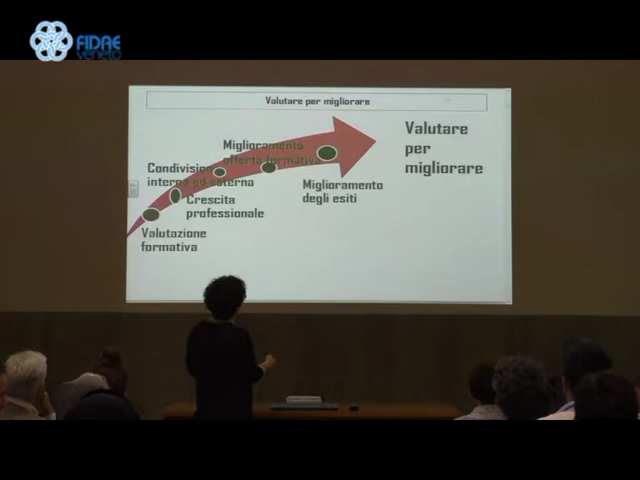 FIDAE
veneto
Valutare per migliorare
Valutare
per
migliorare
Miglioramento
offerta formativa
Condivisione
interna ed esterna
Miglioramento
degli esiti
Crescita
professionale
Valutazione
formativa